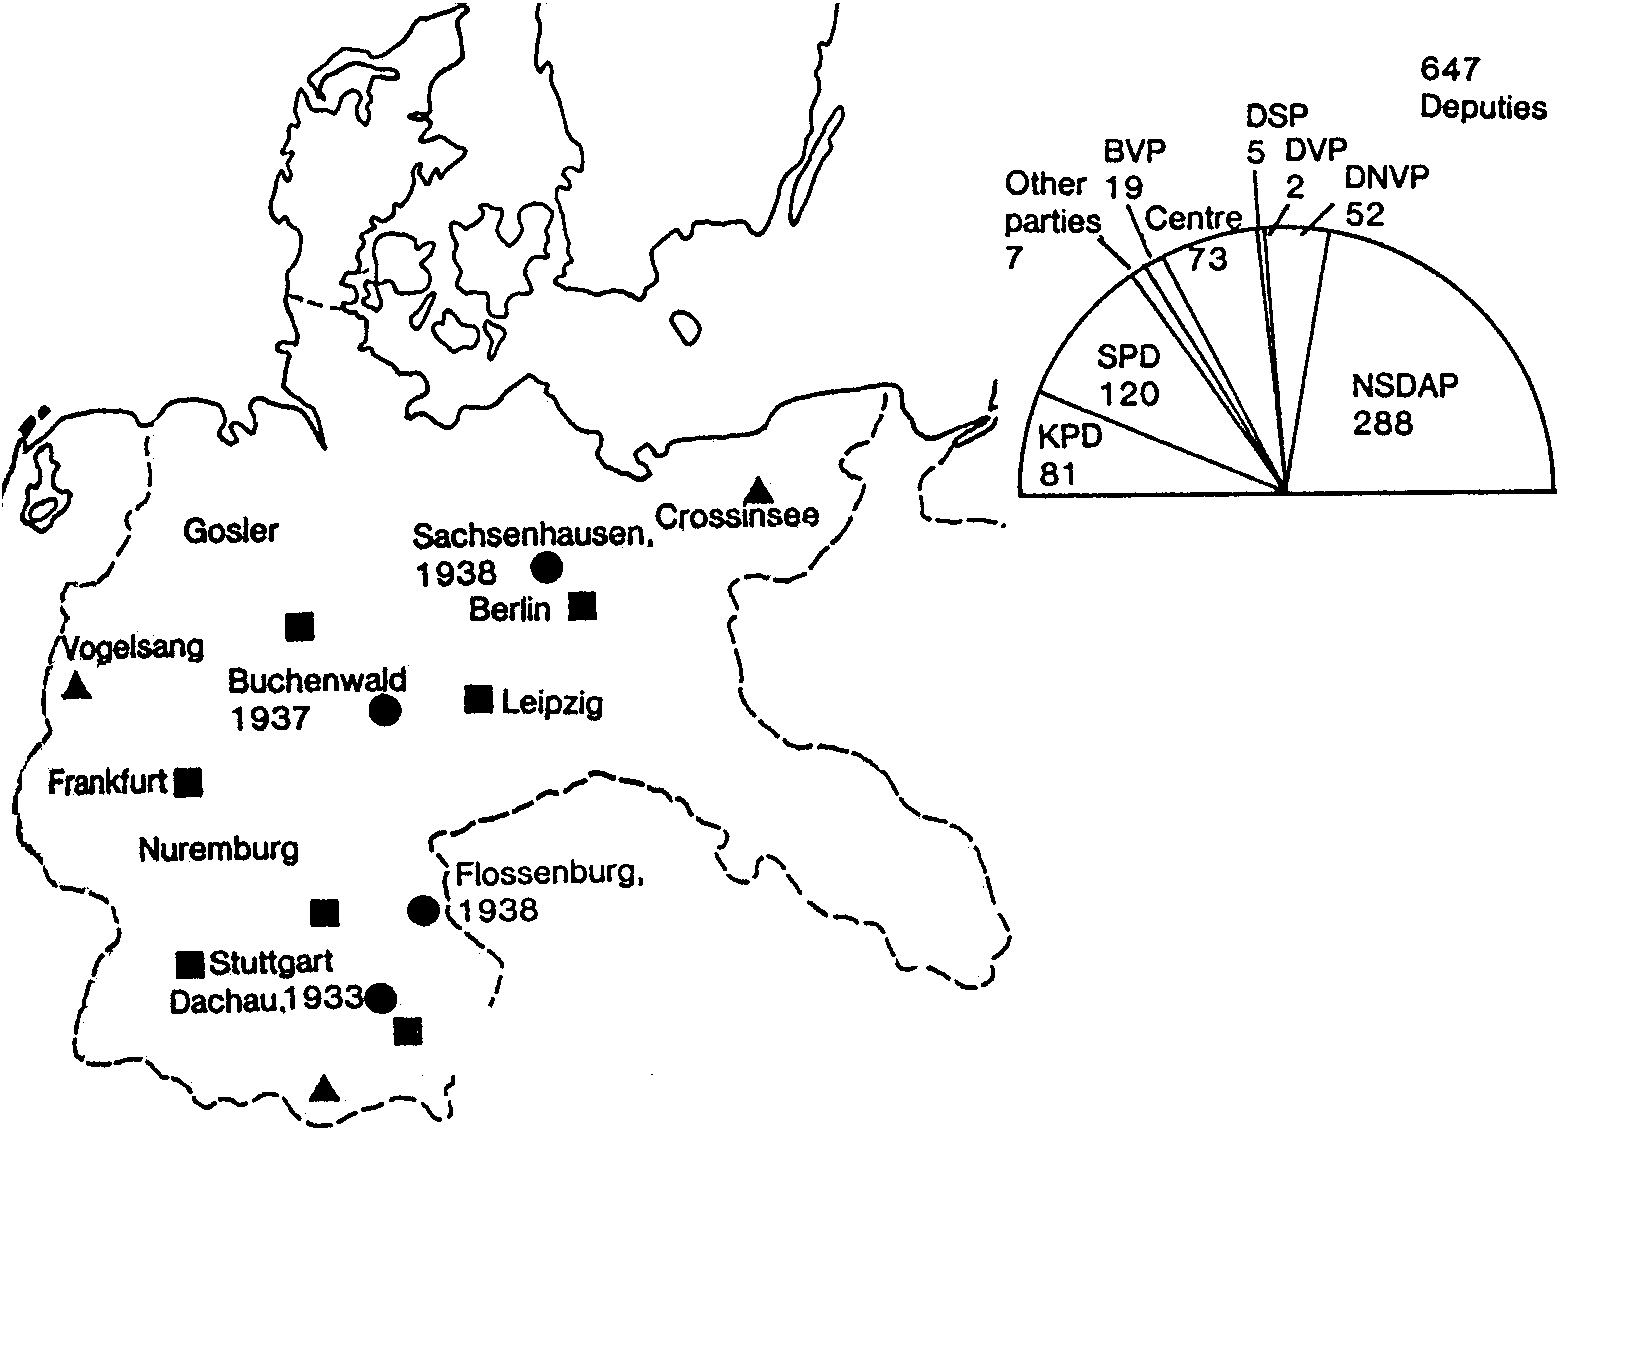 647
Deputies
DSP
5
DVP
2
DNVP
52
BVP
19
Other
parties
7
Centre
73
SPD
120
NSDAP
288
KPD
81
Crossinsee
Gosler
Sachsenhausen,
1938
Berlin
Vogelsang
Buchenwald
1937
Leipzig
Frankfurt
Nuremburg
Flossenburg,
1938
Stuttgart
Dachau,1933